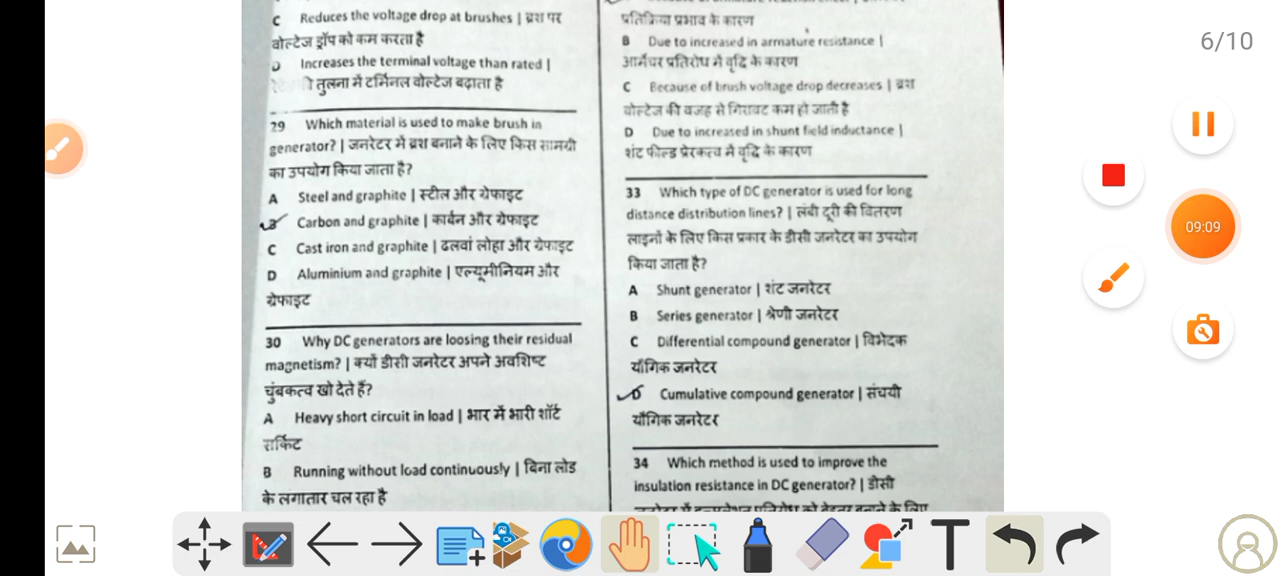 C Reduces the voltage drop at brushes | ब्रश पर
वोल्टेज ड्रॉप को कम करता है
D Increases the terminal voltage than rated |
की तुलना में टर्मिनल वोल्टेज बढ़ाता है
29 Which material is used to make brush in
generator? | जनरेटर में ब्रश बनाने के लिए किस सामग्री
का उपयोग किया जाता है?
A Steel and graphite | स्टील और ग्रेफाइट
B Carbon and graphite | कार्बन और ग्रेफाइट
C Cast iron and graphite | ढलवां लोहा और ग्रेफाइट
D Aluminium and graphite | एल्यूमीनियम और
ग्रेफाइट
30 Why DC generators are loosing their residual
magnetism? | क्यों डीसी जनरेटर अपने अवशिष्ट
चुंबकत्व खो देते हैं?
A Heavy short circuit in load | भार में भारी शॉर्ट
सर्किट
B Running without load continuously | बिना लोड
के लगातार चल रहा है
प्रतिक्रिया प्रभाव के कारण
B Due to increased in armature resistance |
आर्मेचर प्रतिरोध में वृद्धि के कारण
C Because of brush voltage drop decreases | ब्रश
वोल्टेज की वजह से गिरावट कम हो जाती है
D Due to increased in shunt field inductance |
शंट फील्ड प्रेरकत्व में वृद्धि के कारण
33 Which type of DC generator is used for long
distance distribution lines? | लंबी दूरी की वितरण
लाइनों के लिए किस प्रकार के डीसी जनरेटर का उपयोग
किया जाता है?
A Shunt generator | शंट जनरेटर
B Series generator | श्रेणी जनरेटर
C Differential compound generator | विभेदक
यौगिक जनरेटर
D Cumulative compound generator | संचयी
यौगिक जनरेटर
34 Which method is used to improve the
insulation resistance in DC generator? | डीसी
6/10
09:09
T